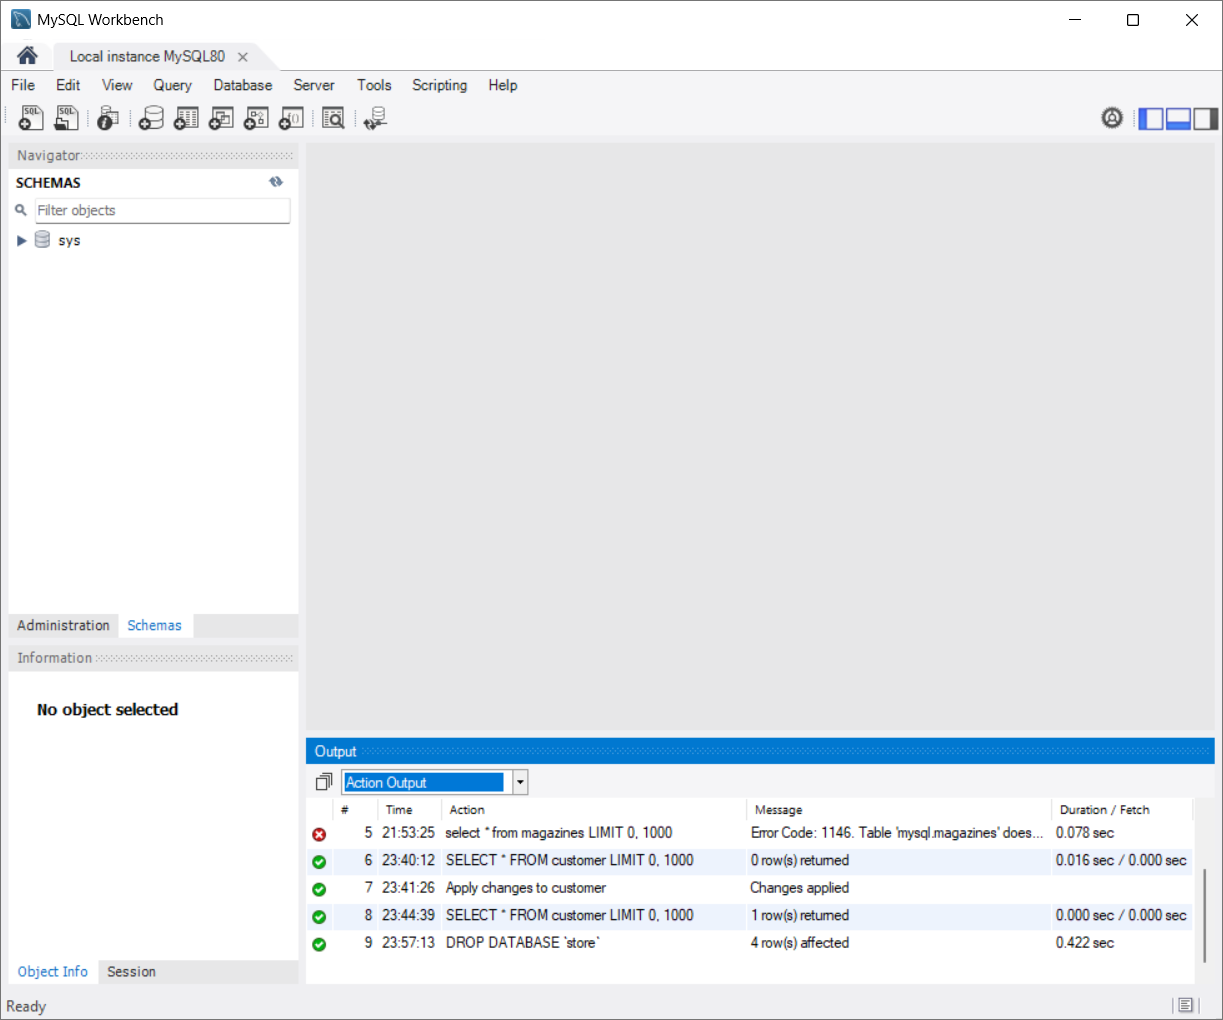 MySQL Workbench
Local instance MySQL80
File Edit View Query Database Server Tools Scripting Help
SQL SQL
Navigator
SCHEMAS
Filter objects
sys
Administration Schemas
Information
No object selected
Object Info Session
Output
Action Output
# Time Action Message Duration / Fetch
5 21:53:25 select * from magazines LIMIT 0, 1000 Error Code: 1146. Table 'mysql.magazines' does... 0.078 sec
6 23:40:12 SELECT * FROM customer LIMIT 0, 1000 0 row(s) returned 0.016 sec / 0.000 sec
7 23:41:26 Apply changes to customer Changes applied
8 23:44:39 SELECT * FROM customer LIMIT 0, 1000 1 row(s) returned 0.000 sec / 0.000 sec
9 23:57:13 DROP DATABASE `store` 4 row(s) affected 0.422 sec
Ready